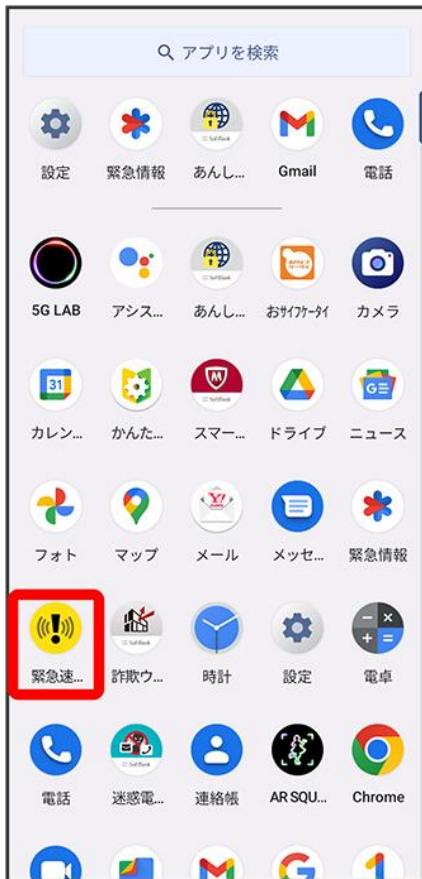 アプリを検索
設定 緊急情報 あんし... Gmail 電話
5G LAB アシス... あんし... おサイフケータイ カメラ
31
カレン... かんた... スマー... ドライブ ニュース
フォト マップ メール メッセ... 緊急情報
緊急速... 詐欺ウ... 時計 設定 電卓
電話 迷惑電... 連絡帳 AR SQU... Chrome